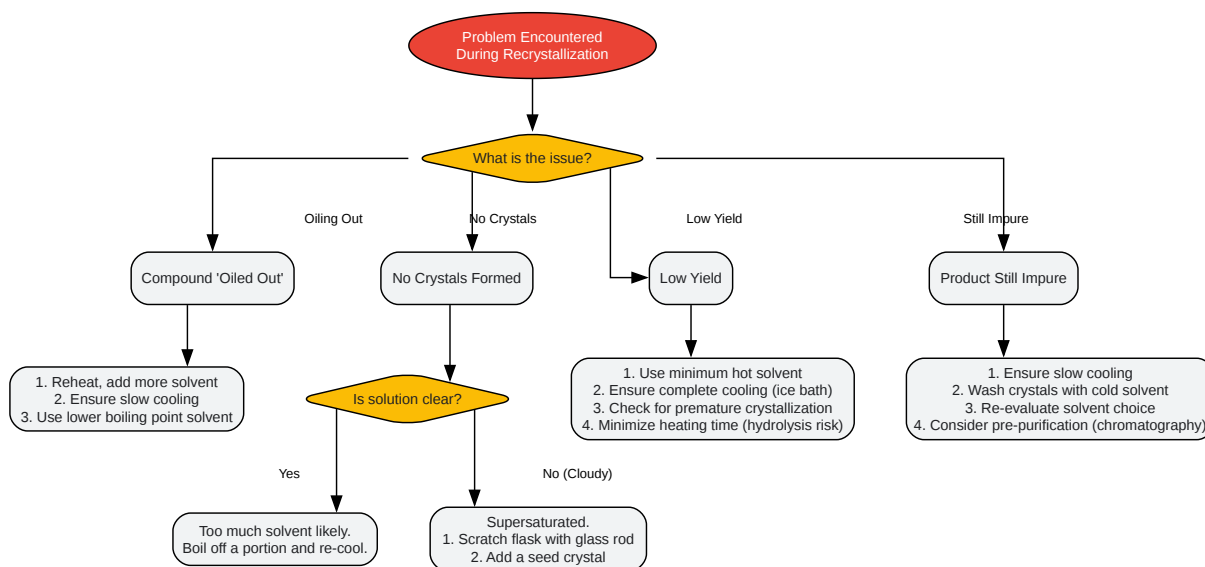 Problem Encountered
During Recrystallization
What is the issue?
Oiling Out
No Crystals
Low Yield
Still Impure
Compound 'Oiled Out'
No Crystals Formed
Low Yield
Product Still Impure
1. Reheat, add more solvent
2. Ensure slow cooling
3. Use lower boiling point solvent
Is solution clear?
1. Use minimum hot solvent
2. Ensure complete cooling (ice bath)
3. Check for premature crystallization
4. Minimize heating time (hydrolysis risk)
1. Ensure slow cooling
2. Wash crystals with cold solvent
3. Re-evaluate solvent choice
4. Consider pre-purification (chromatography)
Yes
No (Cloudy)
Too much solvent likely.
Boil off a portion and re-cool.
Supersaturated.
1. Scratch flask with glass rod
2. Add a seed crystal